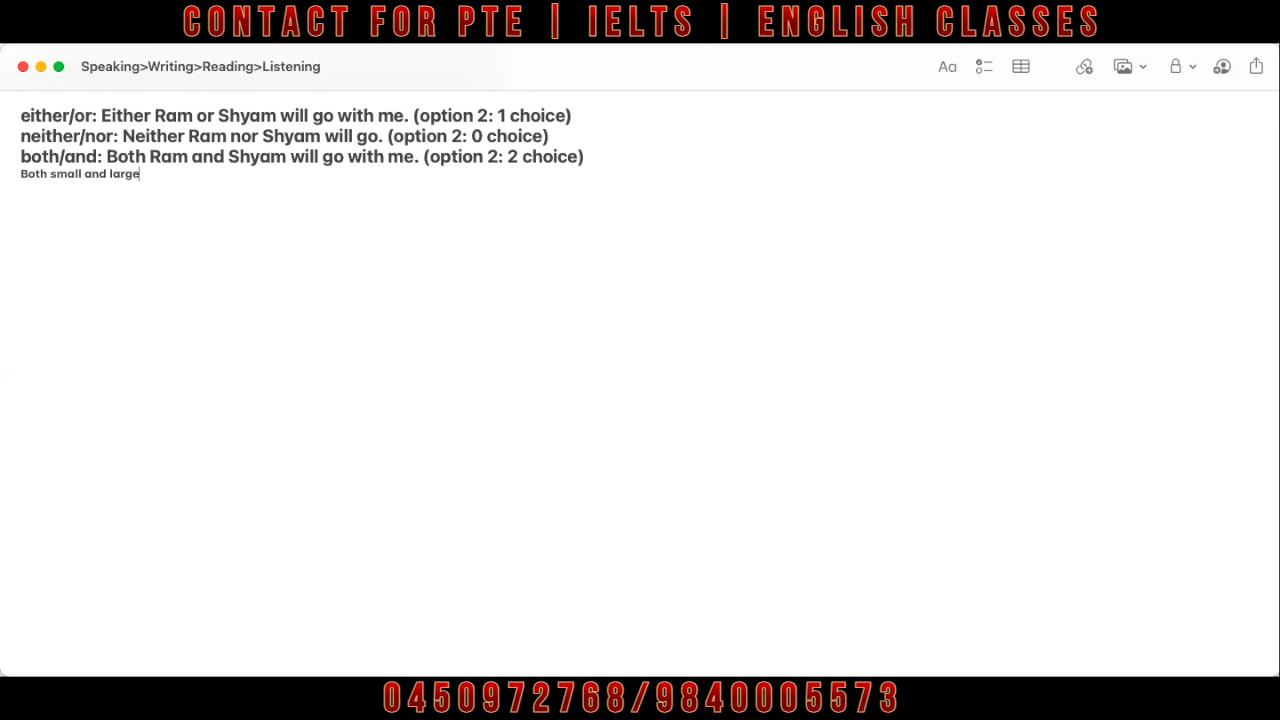 CONTACT FOR PTE | IELTS | ENGLISH CLASSES
Speaking>Writing>Reading>Listening
Aa
either/or: Either Ram or Shyam will go with me. (option 2: 1 choice)
neither/nor: Neither Ram nor Shyam will go. (option 2: 0 choice)
both/and: Both Ram and Shyam will go with me. (option 2: 2 choice)
Both small and large
0450972768/9840005573